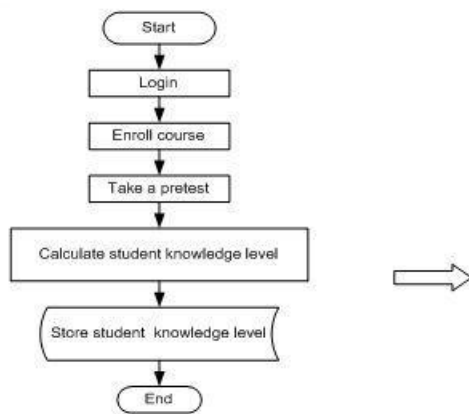 Start
Login
Enroll course
Take a pretest
Calculate student knowledge level
Store student knowledge level
End